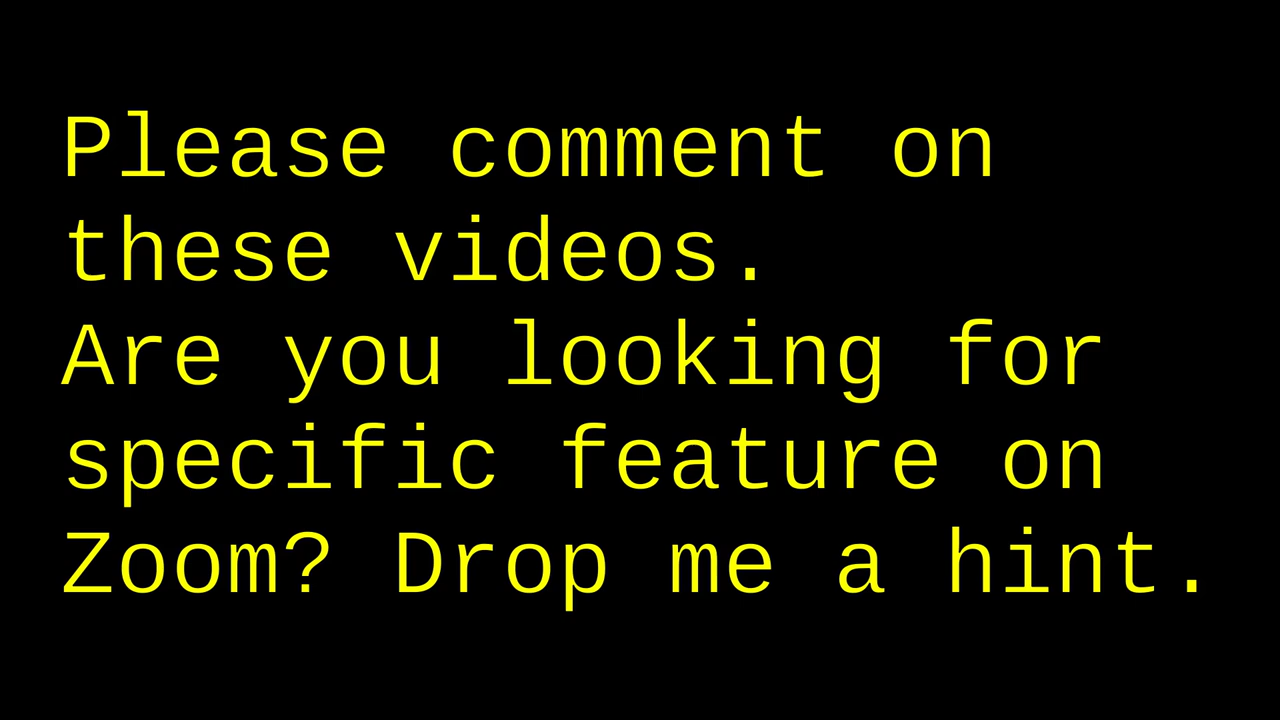 Please comment on
these videos.
Are you looking for
specific feature on
Zoom? Drop me a hint.